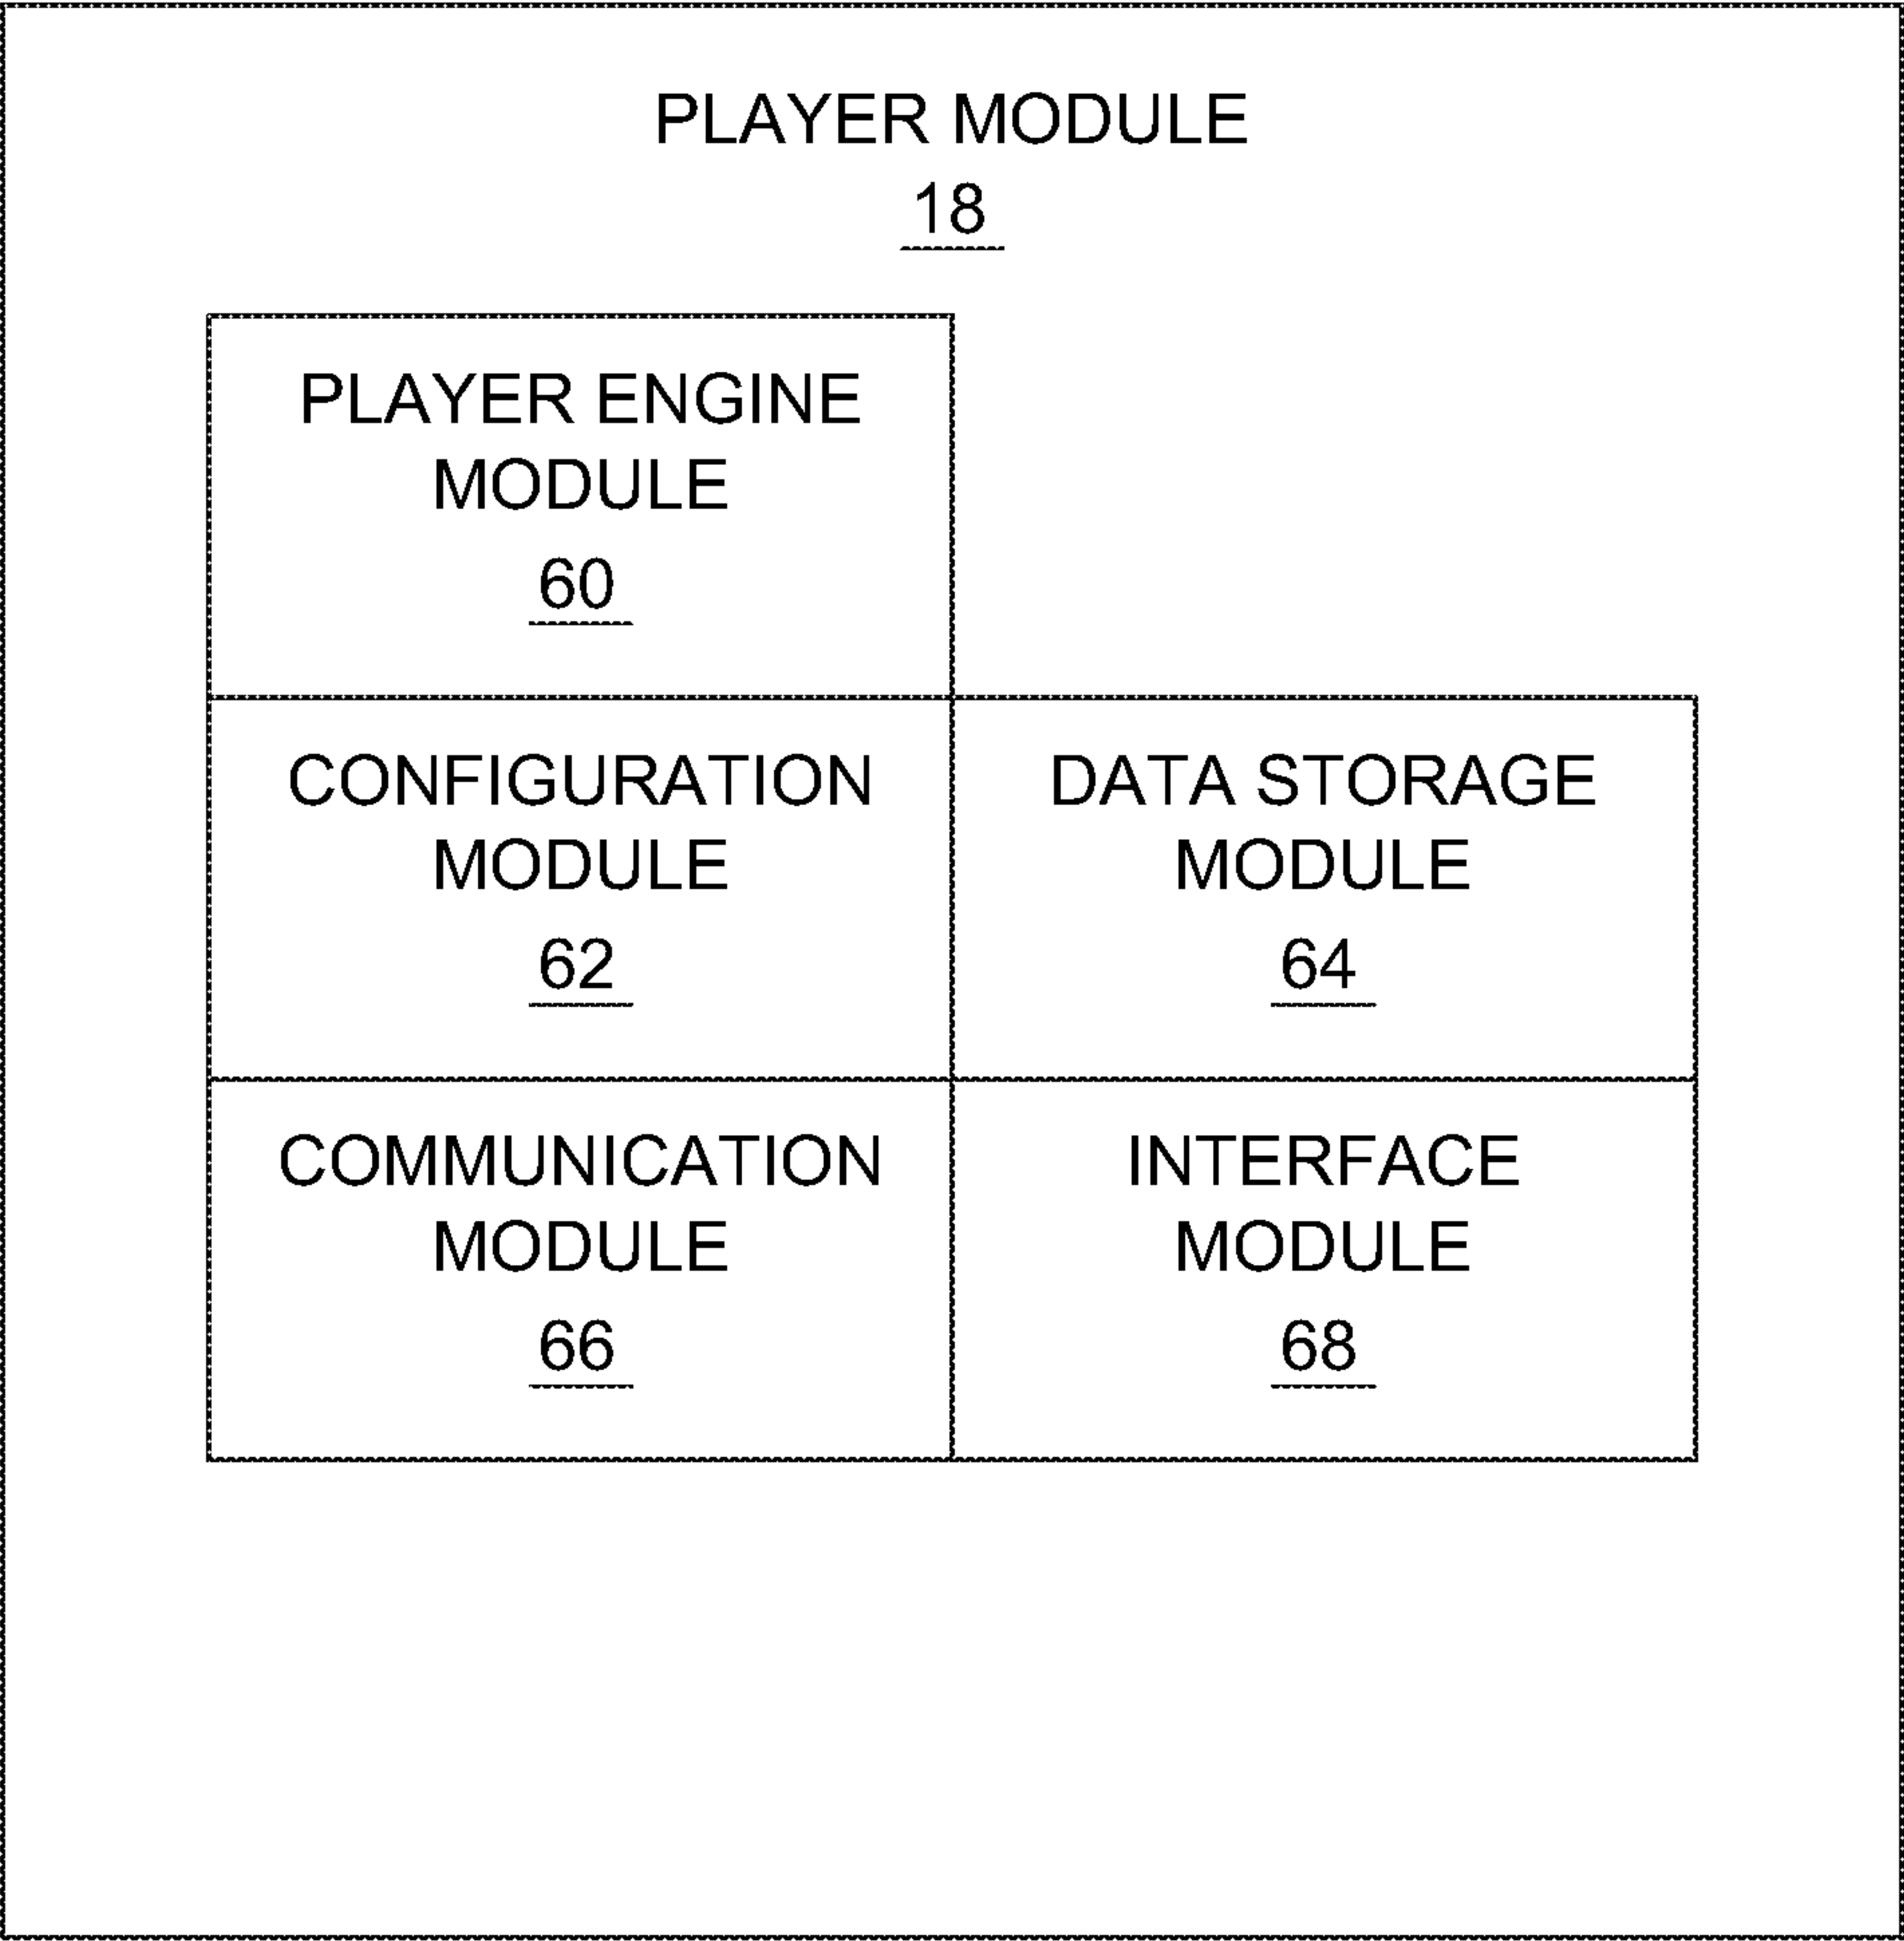 PLAYER MODULE
18
PLAYER ENGINE
MODULE
60
CONFIGURATION
MODULE
62
DATA STORAGE
MODULE
64
COMMUNICATION
MODULE
66
INTERFACE
MODULE
68